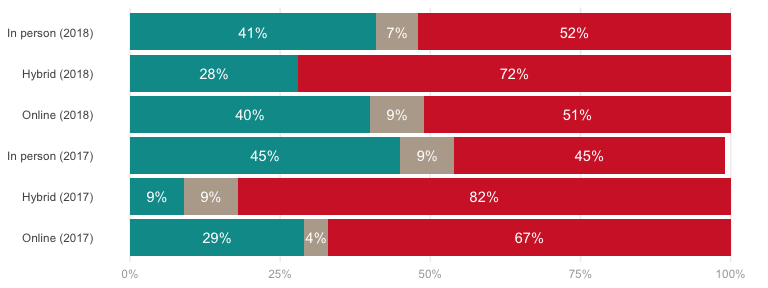 In person (2018) 41% 7% 52%
Hybrid (2018) 28% 72%
Online (2018) 40% 9% 51%
In person (2017) 45% 9% 45%
Hybrid (2017) 9% 9% 82%
Online (2017) 29% 4% 67%
0% 25% 50% 75% 100%